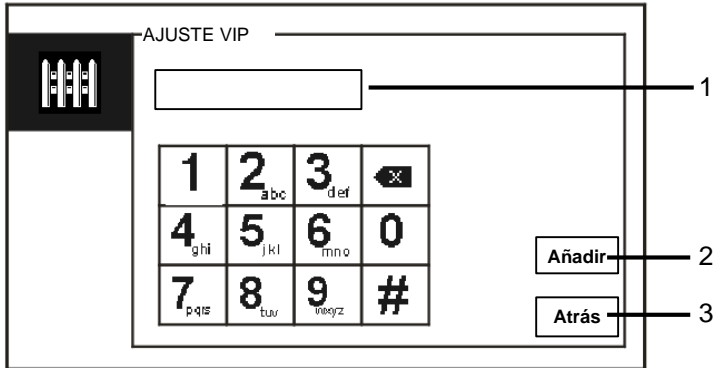 AJUSTE VIP
1
1 2abc 3def X
4ghi 5jkl 6mno 0
Añadir 2
7pqrs 8tuv 9wxyz #
Atrás 3